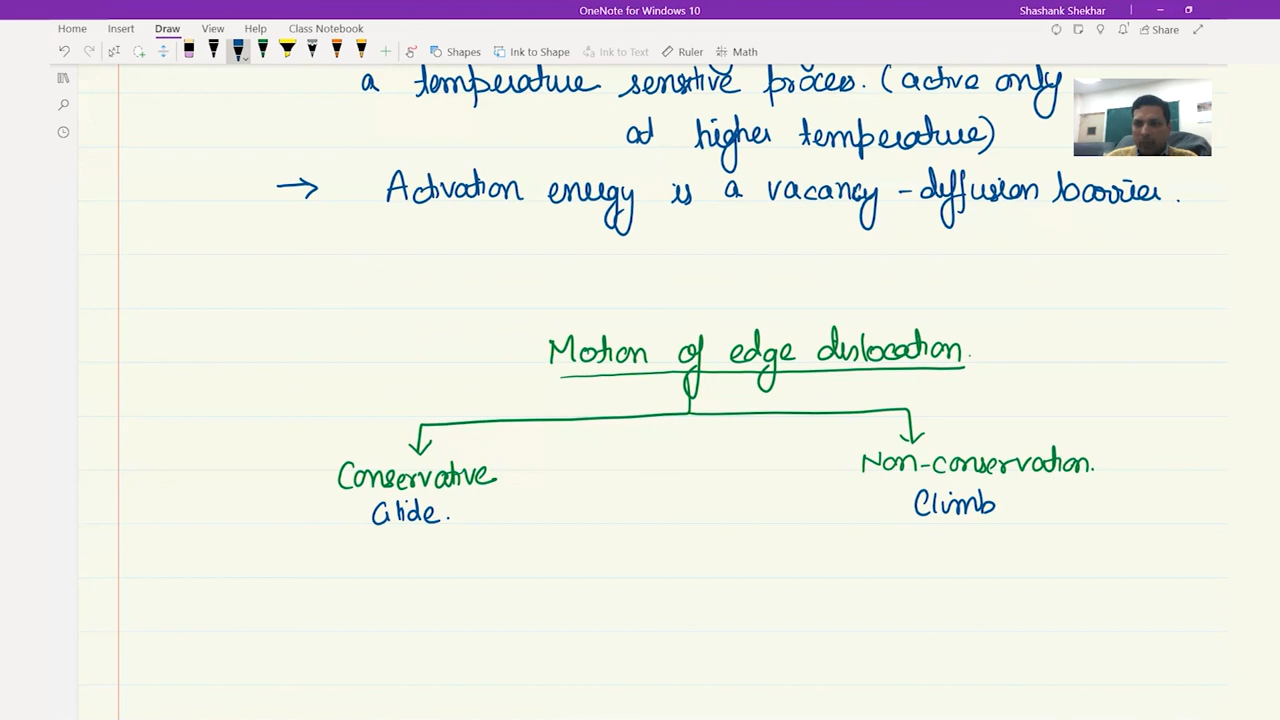 OneNote for Windows 10
Shashank Shekhar
Home Insert Draw View Help Class Notebook
Share
Shapes Ink to Shape Ink to Text Ruler Math
a temperature sensitive process. (active only
at higher temperature)
→ Activation energy is a vacancy - diffusion barrier.
Motion of edge dislocation.
Conservative Non-conservation.
Glide. Climb